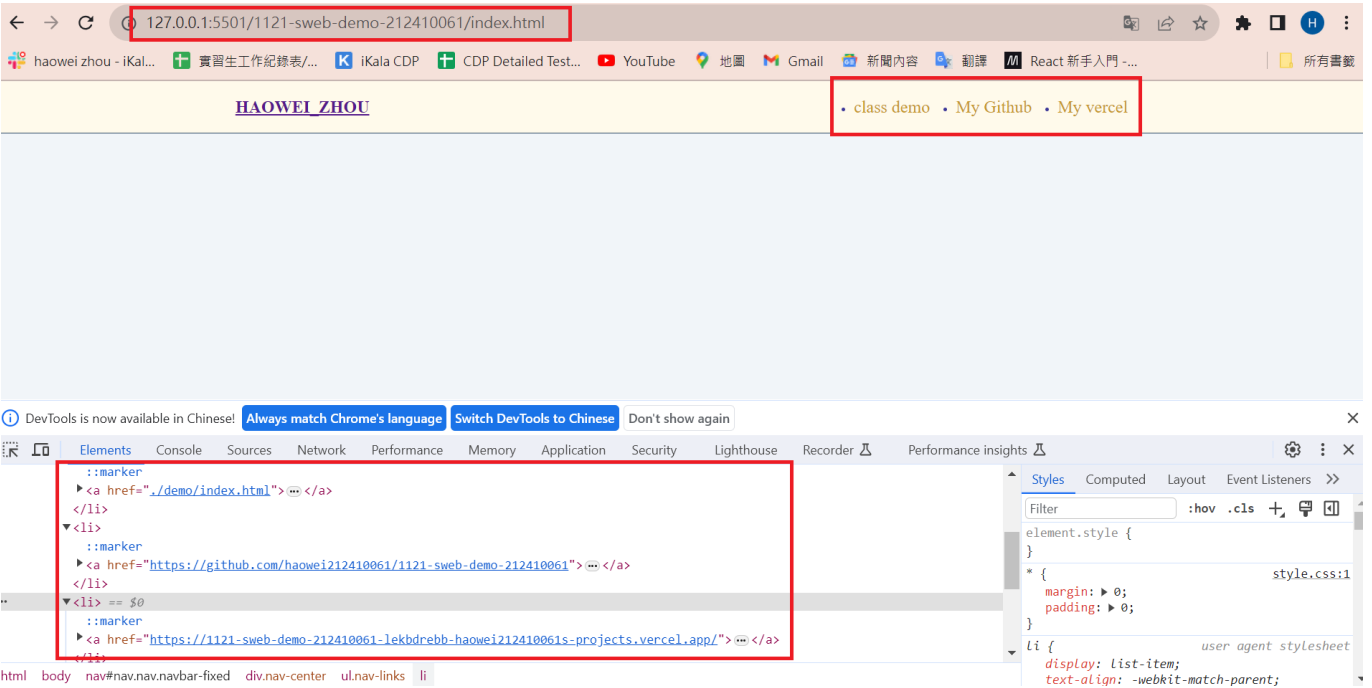 127.0.0.1:5501/1121-sweb-demo-212410061/index.html
H
haowei zhou - iKal... 實習生工作紀錄表/... iKala CDP CDP Detailed Test... YouTube 地圖 Gmail 新聞內容 翻譯 React 新手入門 -... 所有書籤
HAOWEI_ZHOU • class demo • My Github • My vercel
DevTools is now available in Chinese! Always match Chrome's language Switch DevTools to Chinese Don't show again
Elements Console Sources Network Performance Memory Application Security Lighthouse Recorder Performance insights
::marker
<a href="./demo/index.html">…</a>
</li>
<li>
::marker
<a href="https://github.com/haowei212410061/1121-sweb-demo-212410061">…</a>
</li>
<li> == $0
::marker
<a href="https://1121-sweb-demo-212410061-lekbdrebb-haowei212410061s-projects.vercel.app/">…</a>
</li>
html body nav#nav.nav.navbar-fixed div.nav-center ul.nav-links li
Styles Computed Layout Event Listeners
Filter :hov .cls
element.style {
}
* { style.css:1
margin: 0;
padding: 0;
}
li { user agent stylesheet
display: list-item;
text-align: -webkit-match-parent;